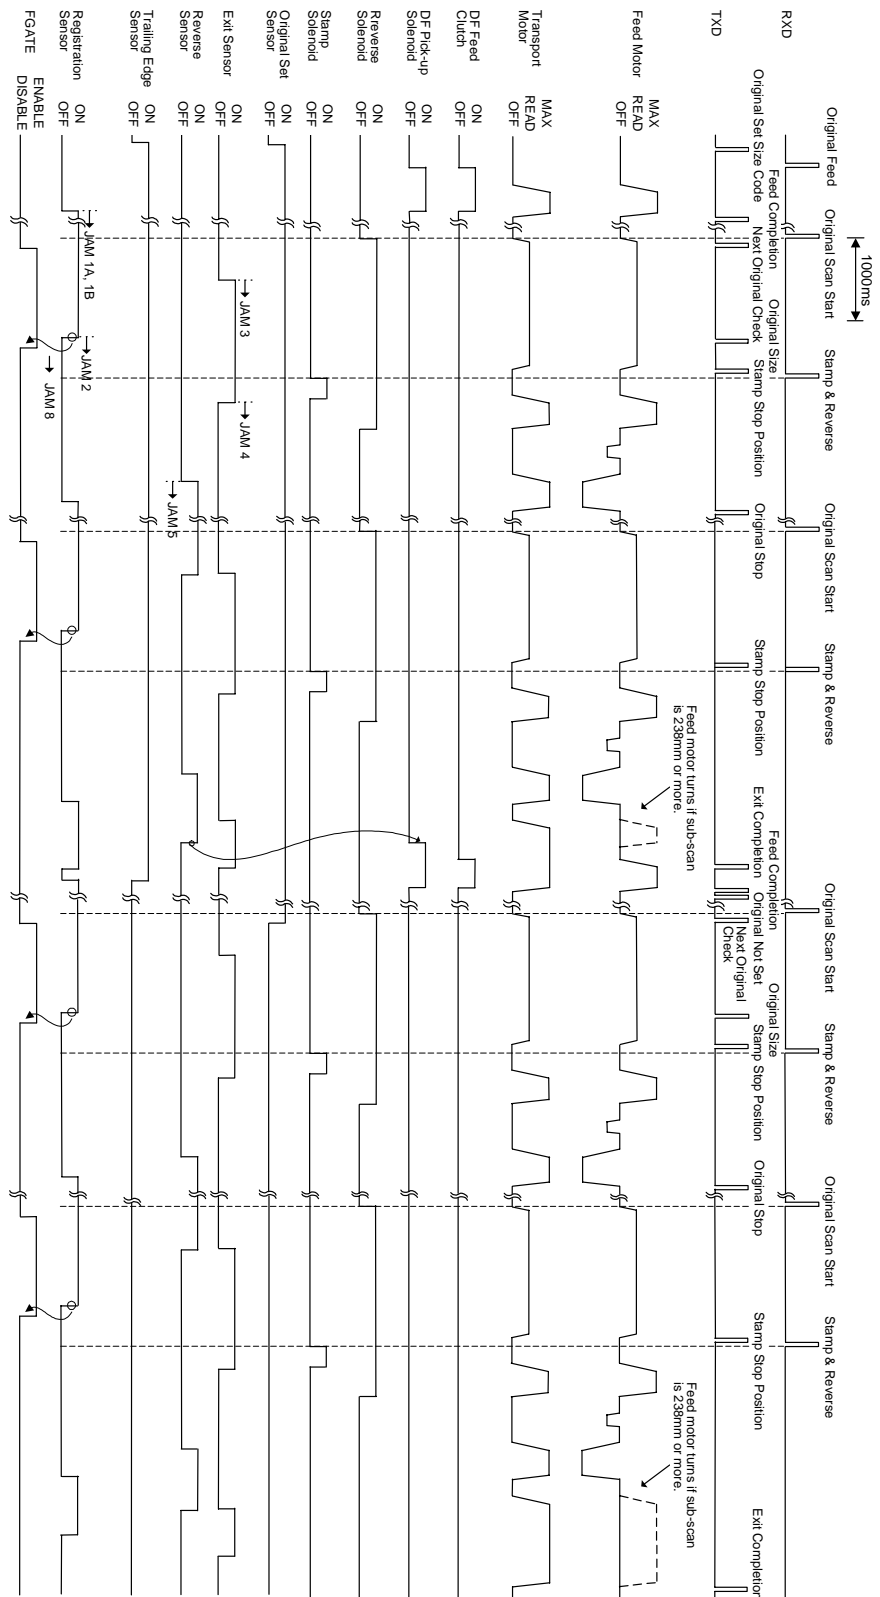 1000ms
Original Feed
Original Scan Start
Stamp & Reverse
Original Scan Start
Stamp & Reverse
Original Scan Start
Stamp & Reverse
Original Scan Start
Stamp & Reverse
RXD
Feed Completion
Original Size
Feed Completion
Original Size
Original Set Size
Code
Next Original Check
Stamp Stop Position
Original Stop
Stamp Stop Position
Exit Completion
Original Not Set
Next Original
Check
Stamp Stop Position
Original Stop
Stamp Stop Position
Exit Completion
TXD
Feed motor turns if sub-scan
is 238mm or more.
Feed motor turns if sub-scan
is 238mm or more.
Feed Motor
MAX
READ
OFF
Transport
Motor
MAX
READ
OFF
DF Feed
Clutch
ON
OFF
DF Pick-up
Solenoid
ON
OFF
Rreverse
Solenoid
ON
OFF
Stamp
Solenoid
ON
OFF
Original Set
Sensor
ON
OFF
JAM 3
JAM 4
Exit Sensor
ON
OFF
Reverse
Sensor
ON
OFF
JAM 5
Trailing Edge
Sensor
ON
OFF
JAM 1A, 1B
JAM 2
Registration
Sensor
ON
OFF
JAM 8
FGATE
ENABLE
DISABLE